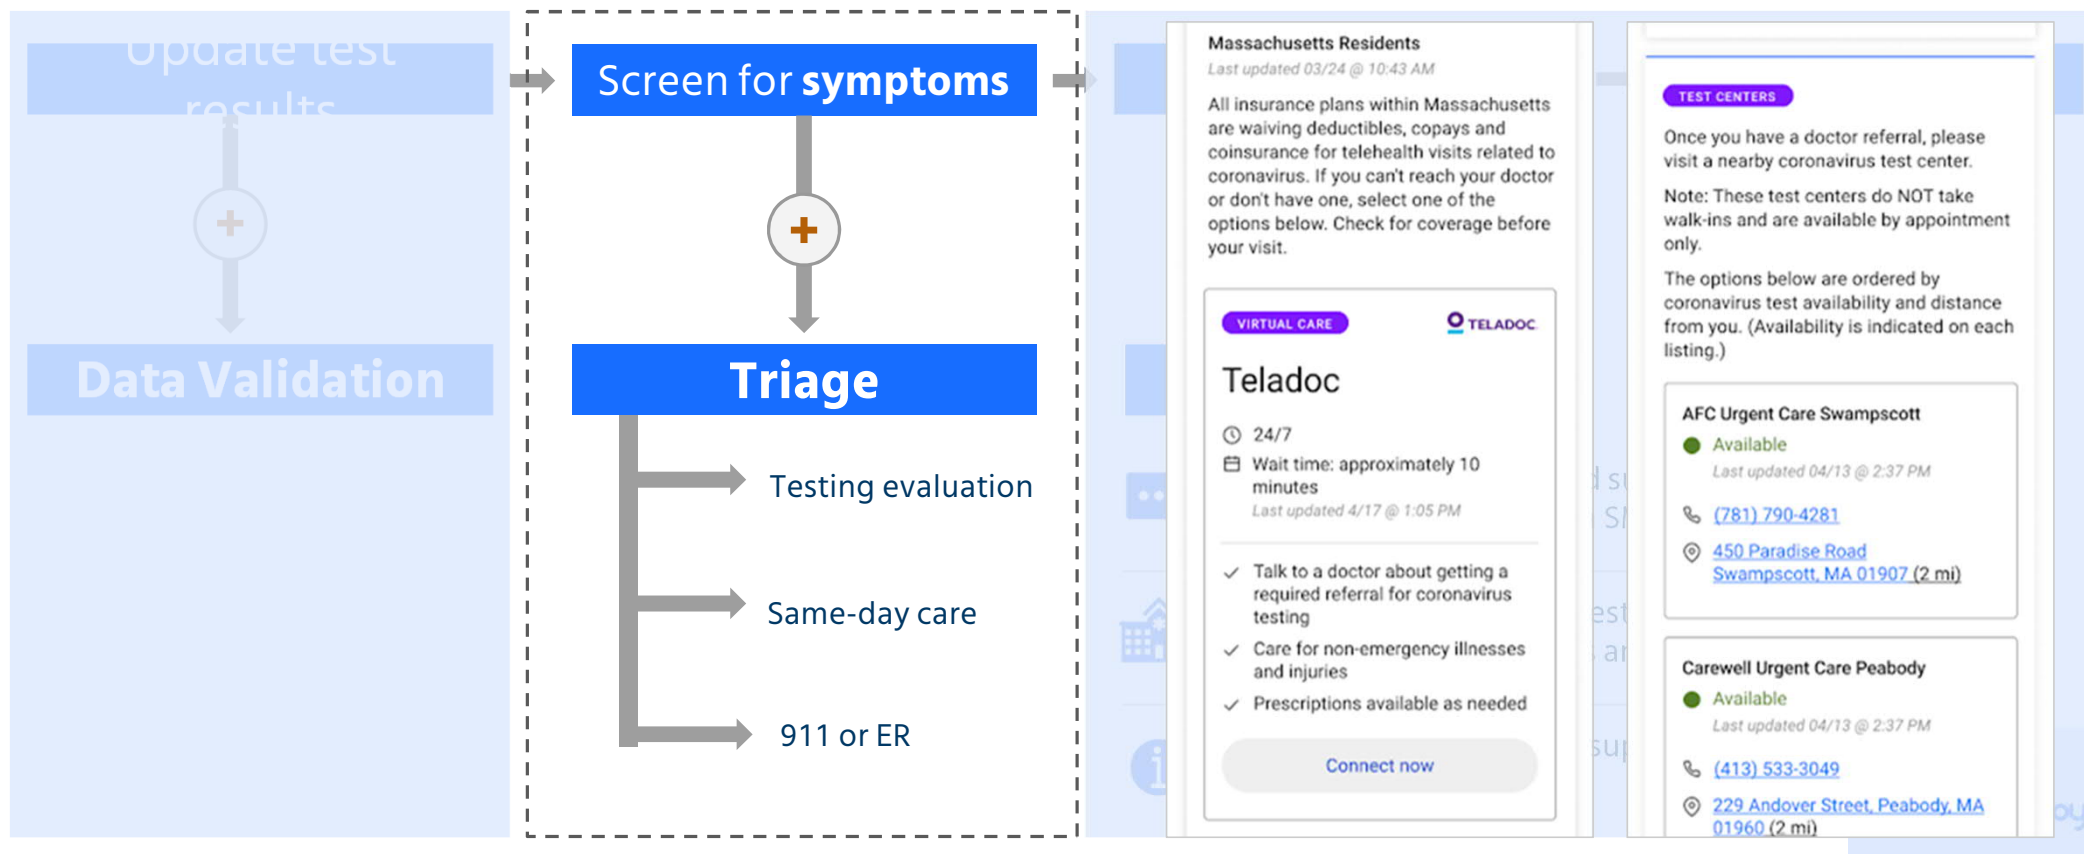 Update test
results
Data Validation
Screen for symptoms
Triage
Testing evaluation
Same-day care
911 or ER
Massachusetts Residents
Last updated 03/24 @ 10:43 AM
All insurance plans within Massachusetts
are waiving deductibles, copays and
coinsurance for telehealth visits related to
coronavirus. If you can't reach your doctor
or don't have one, select one of the
options below. Check for coverage before
your visit.
VIRTUAL CARE
TELADOC
Teladoc
24/7
Wait time: approximately 10
minutes
Last updated 4/17 @ 1:05 PM
Talk to a doctor about getting a
required referral for coronavirus
testing
Care for non-emergency illnesses
and injuries
Prescriptions available as needed
Connect now
TEST CENTERS
Once you have a doctor referral, please
visit a nearby coronavirus test center.
Note: These test centers do NOT take
walk-ins and are available by appointment
only.
The options below are ordered by
coronavirus test availability and distance
from you. (Availability is indicated on each
listing.)
AFC Urgent Care Swampscott
Available
Last updated 04/13 @ 2:37 PM
(781) 790-4281
450 Paradise Road
Swampscott, MA 01907 (2 mi)
Carewell Urgent Care Peabody
Available
Last updated 04/13 @ 2:37 PM
(413) 533-3049
229 Andover Street, Peabody, MA
01960 (2 mi)